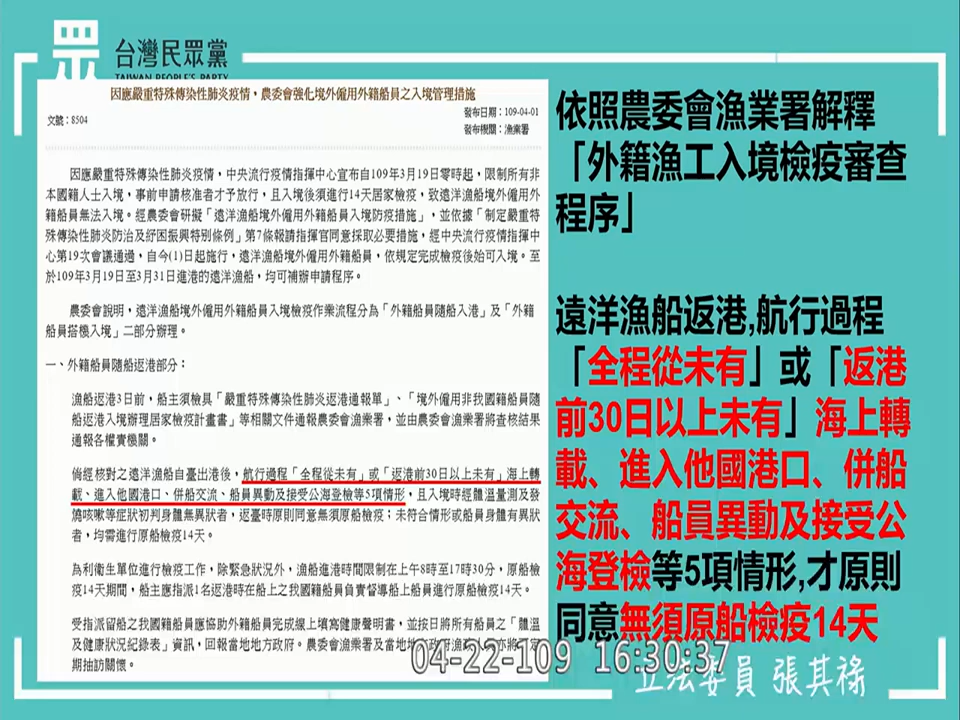 眾 台灣民眾黨
TAIWAN PEOPLE'S PARTY
因應嚴重特殊傳染性肺炎疫情,農委會強化境外僱用外籍船員之入境管理措施
文號:8504
發布日期:109-04-01
發布機關:漁業署
因應嚴重特殊傳染性肺炎疫情,中央流行疫情指揮中心宣布自109年3月19日零時起,限制所有非
本國籍人士入境,事前申請核准者才予放行,且入境後須進行14天居家檢疫,致遠洋漁船境外僱用外
籍船員無法入境。經農委會研擬「遠洋漁船境外僱用外籍船員入境防疫措施」,並依據「制定嚴重特
殊傳染性肺炎防治及紓困振興特別條例」第7條報請指揮官同意採取必要措施,經中央流行疫情指揮中
心第19次會議通過,自今(1)日起施行,遠洋漁船境外僱用外籍船員,依規定完成檢疫後始可入境。至
於109年3月19日至3月31日進港的遠洋漁船,均可補辦申請程序。
農委會說明,遠洋漁船境外僱用外籍船員入境檢疫作業流程分為「外籍船員隨船入港」及「外籍
船員搭機入境」二部分辦理。
一、外籍船員隨船返港部分:
漁船返港3日前,船主須檢具「嚴重特殊傳染性肺炎返港通報單」、「境外僱用非我國籍船員隨
船返港入境辦理居家檢疫計畫書」等相關文件通報農委會漁業署,並由農委會漁業署將查核結果
通報各權責機關。
倘經核對之遠洋漁船自臺出港後,航行過程「全程從未有」或「返港前30日以上未有」海上轉
載、進入他國港口、併船交流、船員異動及接受公海登檢等5項情形,且入境時經體溫量測及發
燒咳嗽等症狀初判身體無異狀者,返臺時原則同意無須原船檢疫;未符合情形或船員身體有異狀
者,均需進行原船檢疫14天。
為利衛生單位進行檢疫工作,除緊急狀況外,漁船進港時間限制在上午8時至17時30分,原船檢
疫14天期間,船主應指派1名返港時在船上之我國籍船員負責督導船上船員進行原船檢疫14天。
受指派留船之我國籍船員應協助外籍船員完成線上填寫健康聲明書,並按日將所有船員之「體溫
及健康狀況紀錄表」資訊,回報當地地方政府。農委會漁業署及當地地
期抽訪關懷。
依照農委會漁業署解釋
「外籍漁工入境檢疫審查
程序」
遠洋漁船返港,航行過程
「全程從未有」或「返港
前30日以上未有」海上轉
載、進入他國港口、併船
交流、船員異動及接受公
海登檢等5項情形,才原則
同意無須原船檢疫14天
04-22-109 16:30:37
立法委員 張其祿